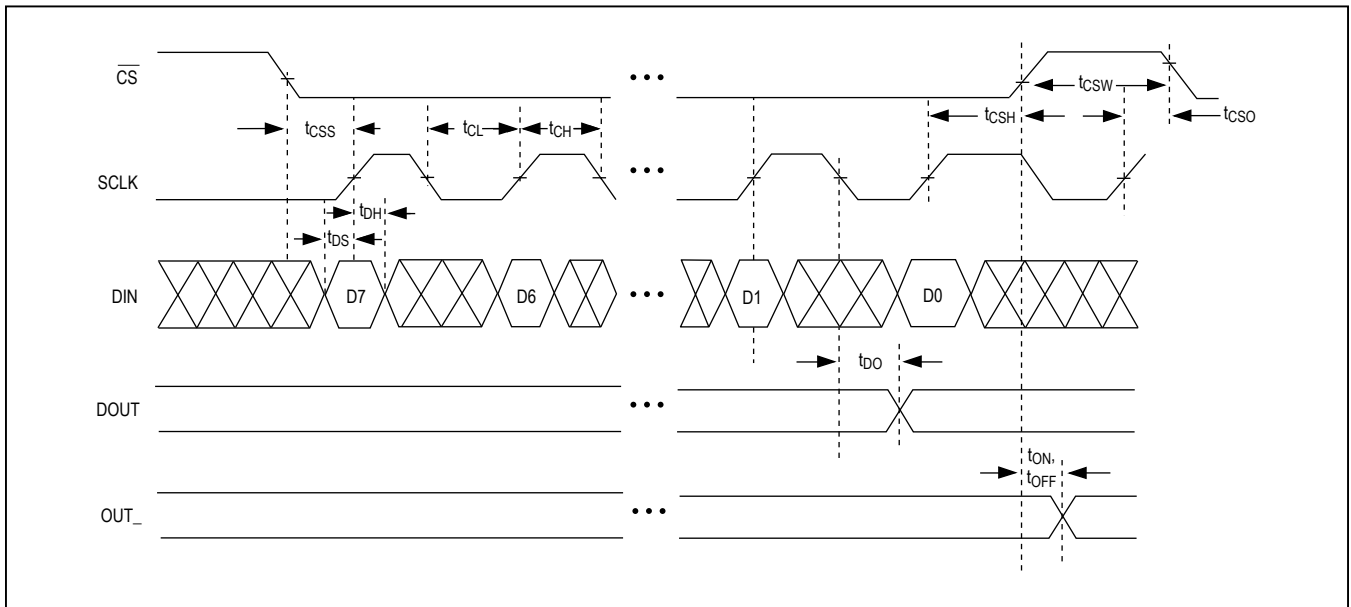 CS
tCSW
tCSS
tCL
tCH
tCSH
tCSO
SCLK
tDH
tDS
DIN
D7
D6
D1
D0
tDO
DOUT
tON,
tOFF
OUT_